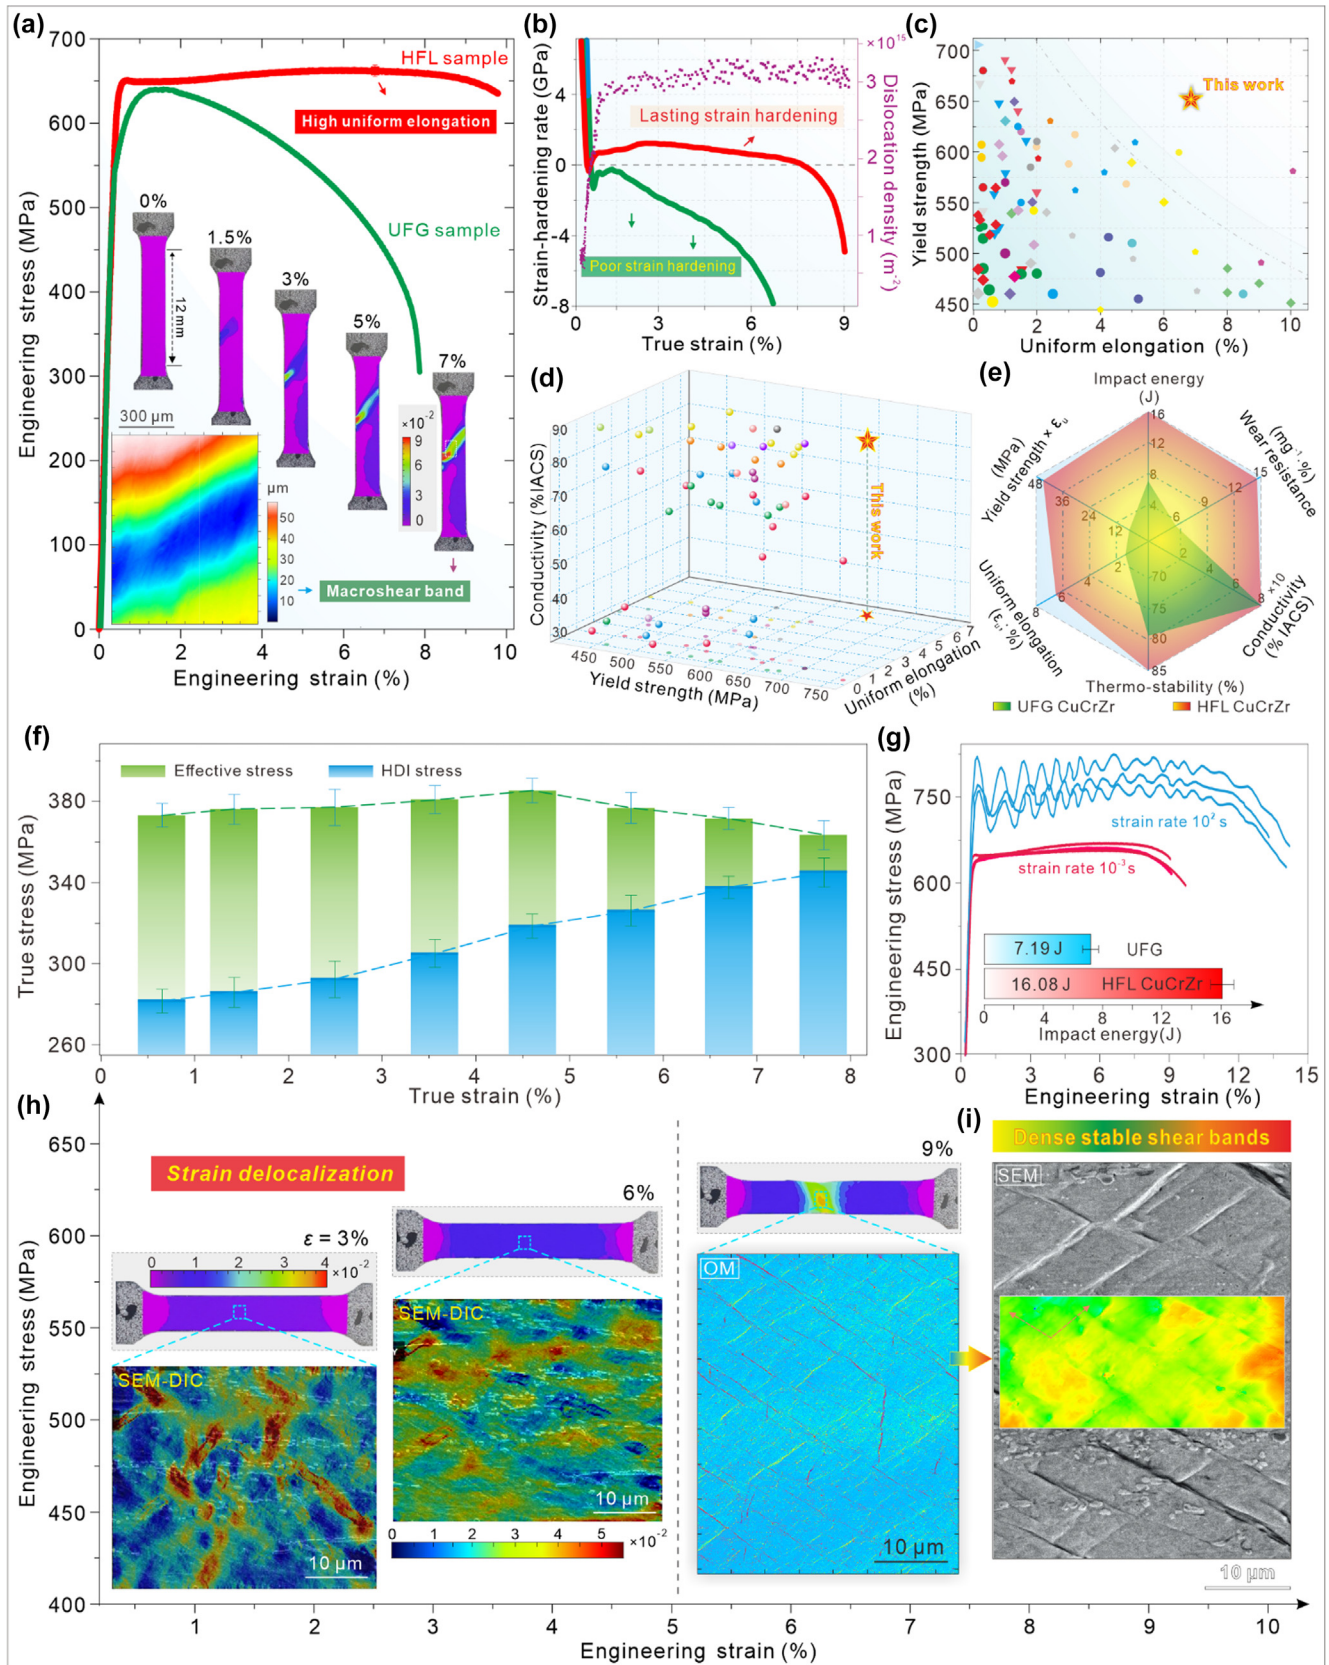 (a)
700
600
500
400
300
200
100
0
Engineering stress (MPa)
0 2 4 6 8 10
Engineering strain (%)
HFL sample
High uniform elongation
UFG sample
0%
1.5%
3%
5%
7%
12 mm
300 μm
μm
50
40
30
20
10
×10⁻²
9
6
3
0
Macroshear band
(b)
Strain-hardening rate (GPa)
4
0
-4
-8
0 3 6 9
True strain (%)
×10¹⁵
3
2
1
Dislocation density (m⁻²)
Lasting strain hardening
Poor strain hardening
(c)
Yield strength (MPa)
700
650
600
550
500
450
0 2 4 6 8 10
Uniform elongation (%)
This work
(d)
Conductivity (%IACS)
90
80
70
60
50
40
30
450 500 550 600 650 700 750
Yield strength (MPa)
0 1 2 3 4 5 6 7
Uniform elongation (%)
This work
(e)
Impact energy
(J)
16
12
8
4
Wear resistance
(mg⁻¹, %)
15
12
9
6
Conductivity
(% IACS)
×10
8
6
4
2
Thermo-stability (%)
85
80
75
70
Uniform elongation
(εᵤ, %)
8
6
4
2
Yield strength × εᵤ
(MPa)
48
36
24
12
UFG CuCrZr
HFL CuCrZr
(f)
Effective stress
HDI stress
True stress (MPa)
380
340
300
260
0 1 2 3 4 5 6 7 8
True strain (%)
(g)
Engineering stress (MPa)
750
600
450
300
strain rate 10² s
strain rate 10⁻³ s
7.19 J UFG
16.08 J HFL CuCrZr
0 4 8 12 16
Impact energy(J)
0 3 6 9 12 15
Engineering strain (%)
(h)
Engineering stress (MPa)
650
600
550
500
450
400
Strain delocalization
ε = 3%
0 1 2 3 4
×10⁻²
SEM-DIC
10 μm
6%
SEM-DIC
10 μm
0 1 2 3 4 5 ×10⁻²
9%
OM
10 μm
1 2 3 4 5 6 7 8 9 10
Engineering strain (%)
(i)
Dense stable shear bands
SEM
10 μm